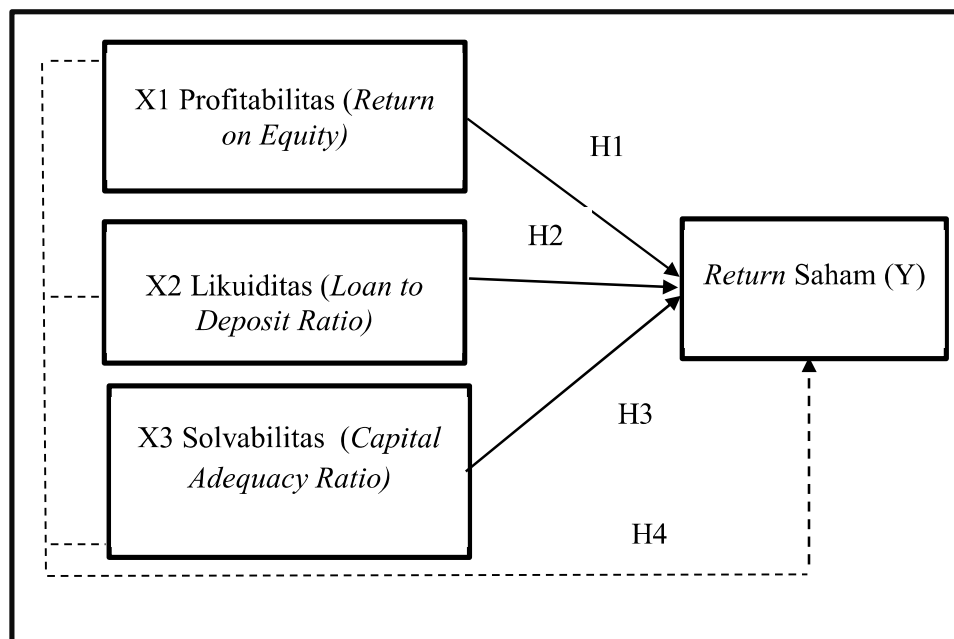 X1 Profitabilitas (Return
on Equity)
H1
X2 Likuiditas (Loan to
Deposit Ratio)
H2
Return Saham (Y)
X3 Solvabilitas (Capital
Adequacy Ratio)
H3
H4